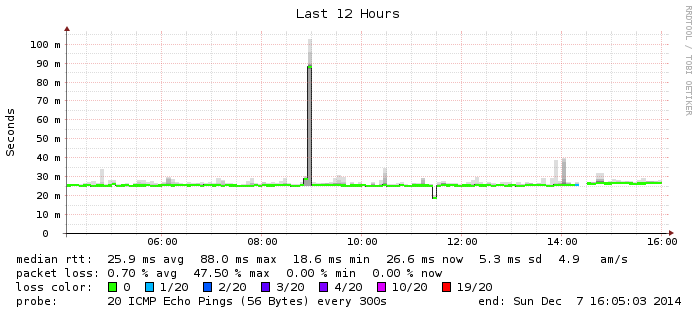 Last 12 Hours
RRDTOOL / TOBI OETIKER
Seconds
100 m
90 m
80 m
70 m
60 m
50 m
40 m
30 m
20 m
10 m
0
06:00 08:00 10:00 12:00 14:00 16:00
median rtt: 25.9 ms avg 88.0 ms max 18.6 ms min 26.6 ms now 5.3 ms sd 4.9 am/s
packet loss: 0.70 % avg 47.50 % max 0.00 % min 0.00 % now
loss color: 0 1/20 2/20 3/20 4/20 10/20 19/20
probe: 20 ICMP Echo Pings (56 Bytes) every 300s end: Sun Dec 7 16:05:03 2014